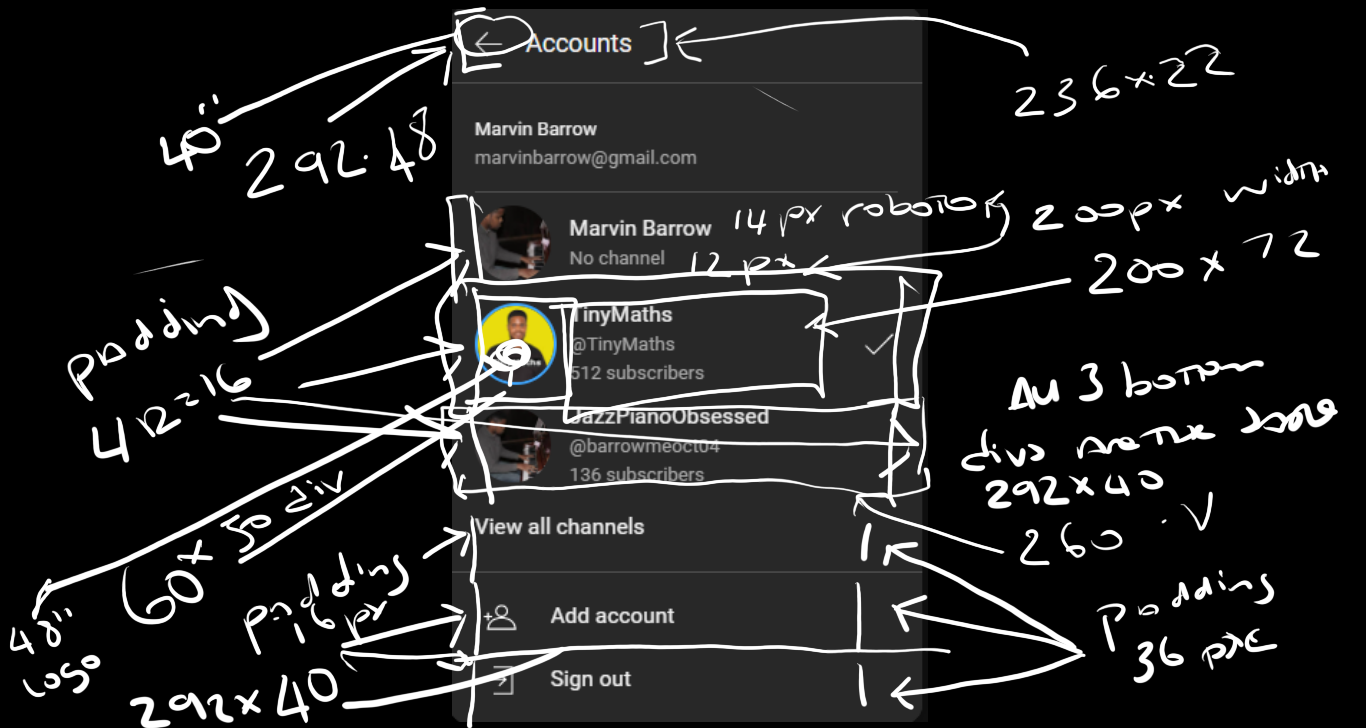 ← Accounts
236x22
40"
292.48
Marvin Barrow
marvinbarrow@gmail.com
Marvin Barrow
14 px roboto
200px width
No channel
12 px
200 x 72
padding
4 12 = 16
TinyMaths
@TinyMaths
512 subscribers
All 3 bottom
divs are the same
292x40
JazzPianoObsessed
@barrowmeoct04
136 subscribers
260 . V
60 x 50 div
View all channels
padding
16 px
Padding
36 px
48"
logo
Add account
292x40
Sign out